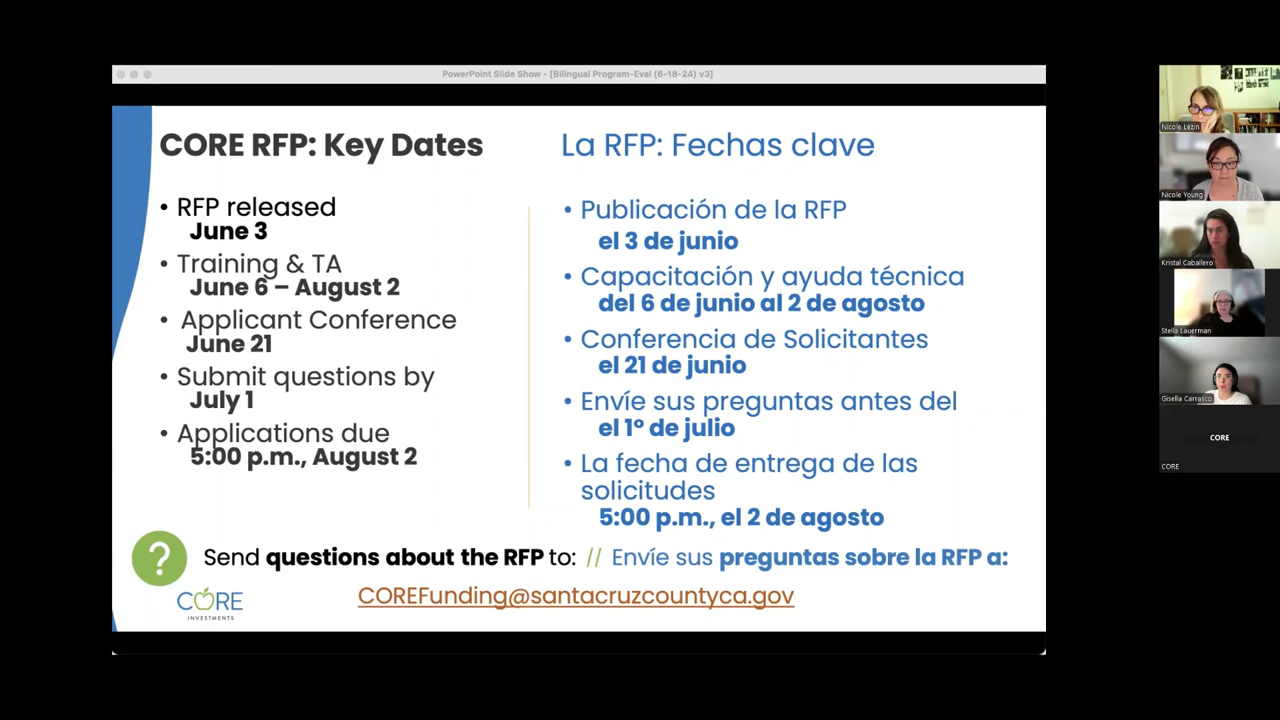 PowerPoint Slide Show - [Bilingual Program-Eval (6-18-24) v3]
CORE RFP: Key Dates
• RFP released
June 3
• Training & TA
June 6 – August 2
• Applicant Conference
June 21
• Submit questions by
July 1
• Applications due
5:00 p.m., August 2
La RFP: Fechas clave
• Publicación de la RFP
el 3 de junio
• Capacitación y ayuda técnica
del 6 de junio al 2 de agosto
• Conferencia de Solicitantes
el 21 de junio
• Envíe sus preguntas antes del
el 1º de julio
• La fecha de entrega de las
solicitudes
5:00 p.m., el 2 de agosto
?
Send questions about the RFP to: // Envíe sus preguntas sobre la RFP a:
COREFunding@santacruzcountyca.gov
CORE
INVESTMENTS
Nicole Lezin
Nicole Young
Kristal Caballero
Stella Lauerman
Gisella Carrasco
CORE
CORE